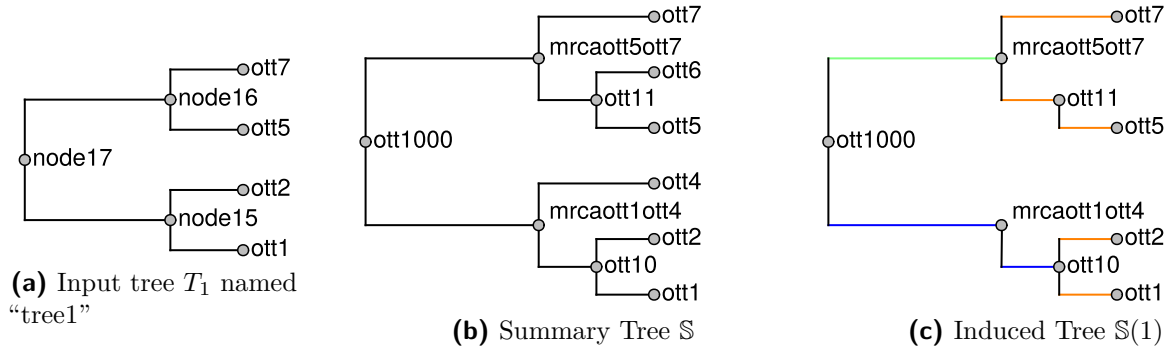 ott7
node16
ott5
node17
ott2
node15
ott1
(a) Input tree T₁ named
“tree1”
ott7
mrcaott5ott7
ott6
ott11
ott5
ott1000
ott4
mrcaott1ott4
ott2
ott10
ott1
(b) Summary Tree 𝕊
ott7
mrcaott5ott7
ott11
ott5
ott1000
mrcaott1ott4
ott2
ott10
ott1
(c) Induced Tree 𝕊(1)